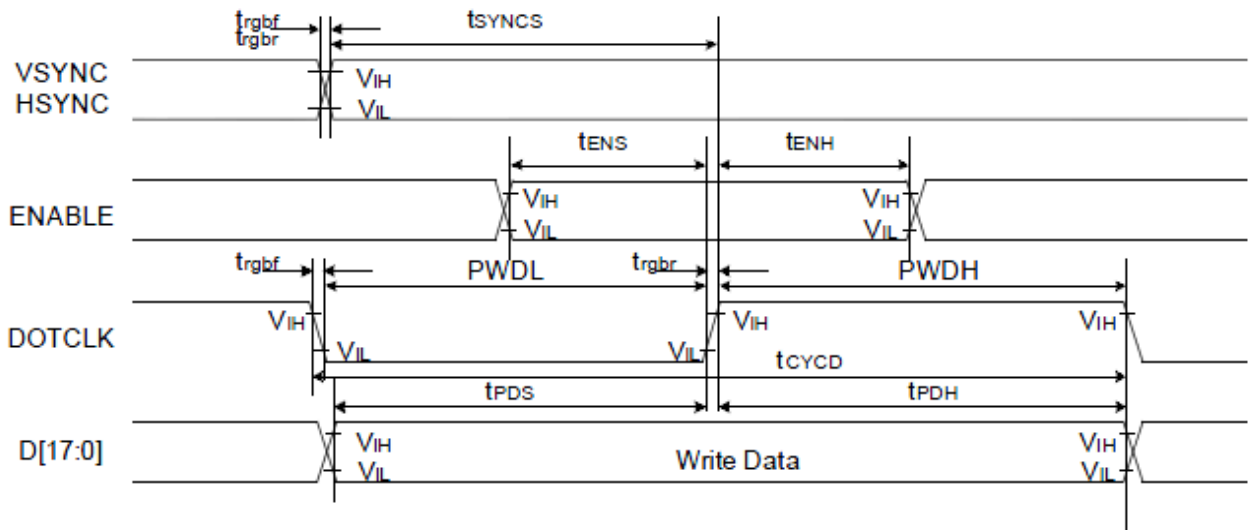 trgbf tSYNCS
trgbr
VSYNC VIH
HSYNC VIL
tENS tENH
ENABLE VIH VIH
VIL VIL
trgbf PWDL trgbr PWDH
VIH VIH VIH
DOTCLK VIL VIL
tCYCD
tPDS tPDH
D[17:0] VIH VIH
VIL Write Data VIL